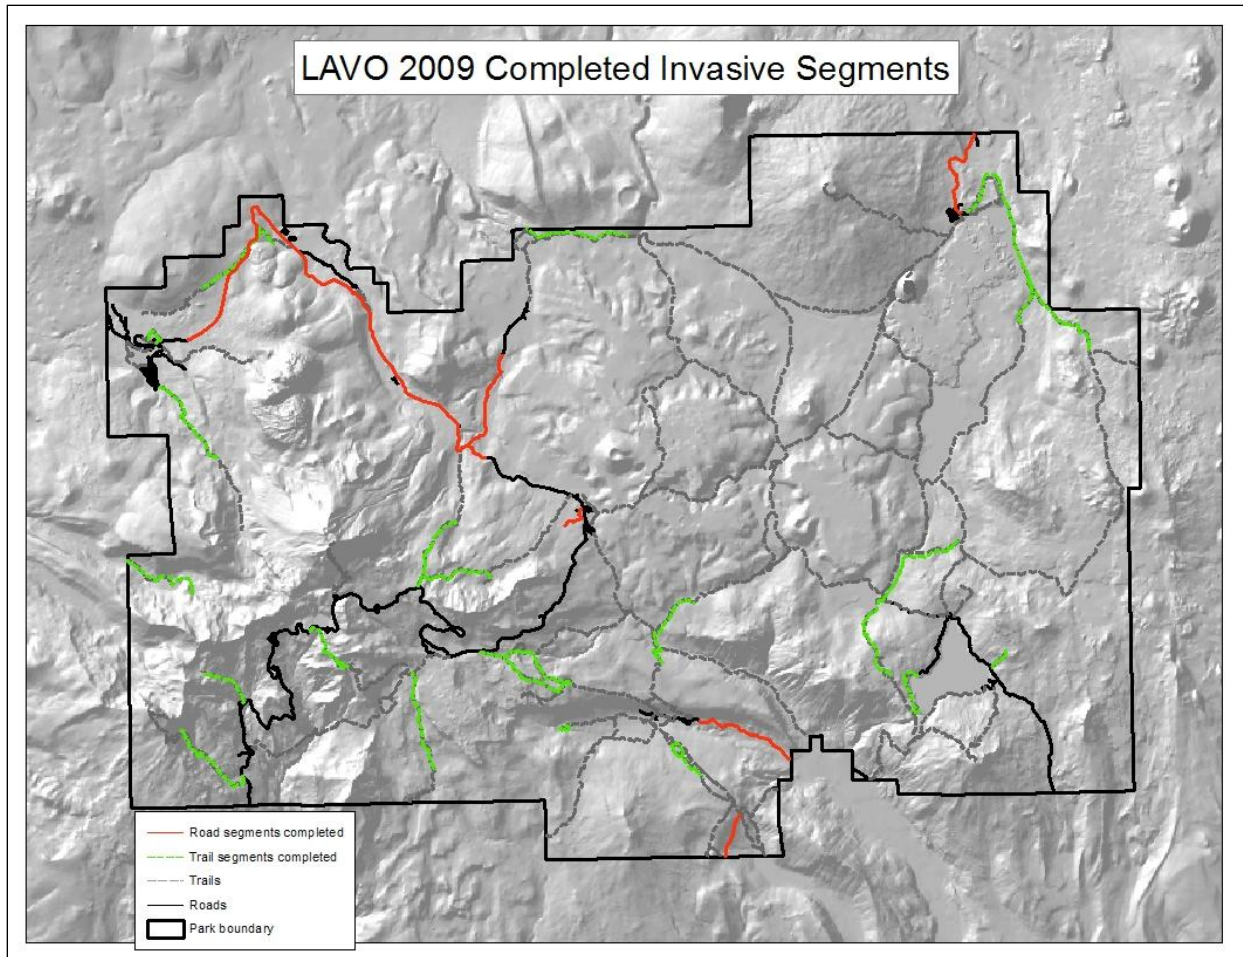 LAVO 2009 Completed Invasive Segments
Road segments completed
Trail segments completed
Trails
Roads
Park boundary